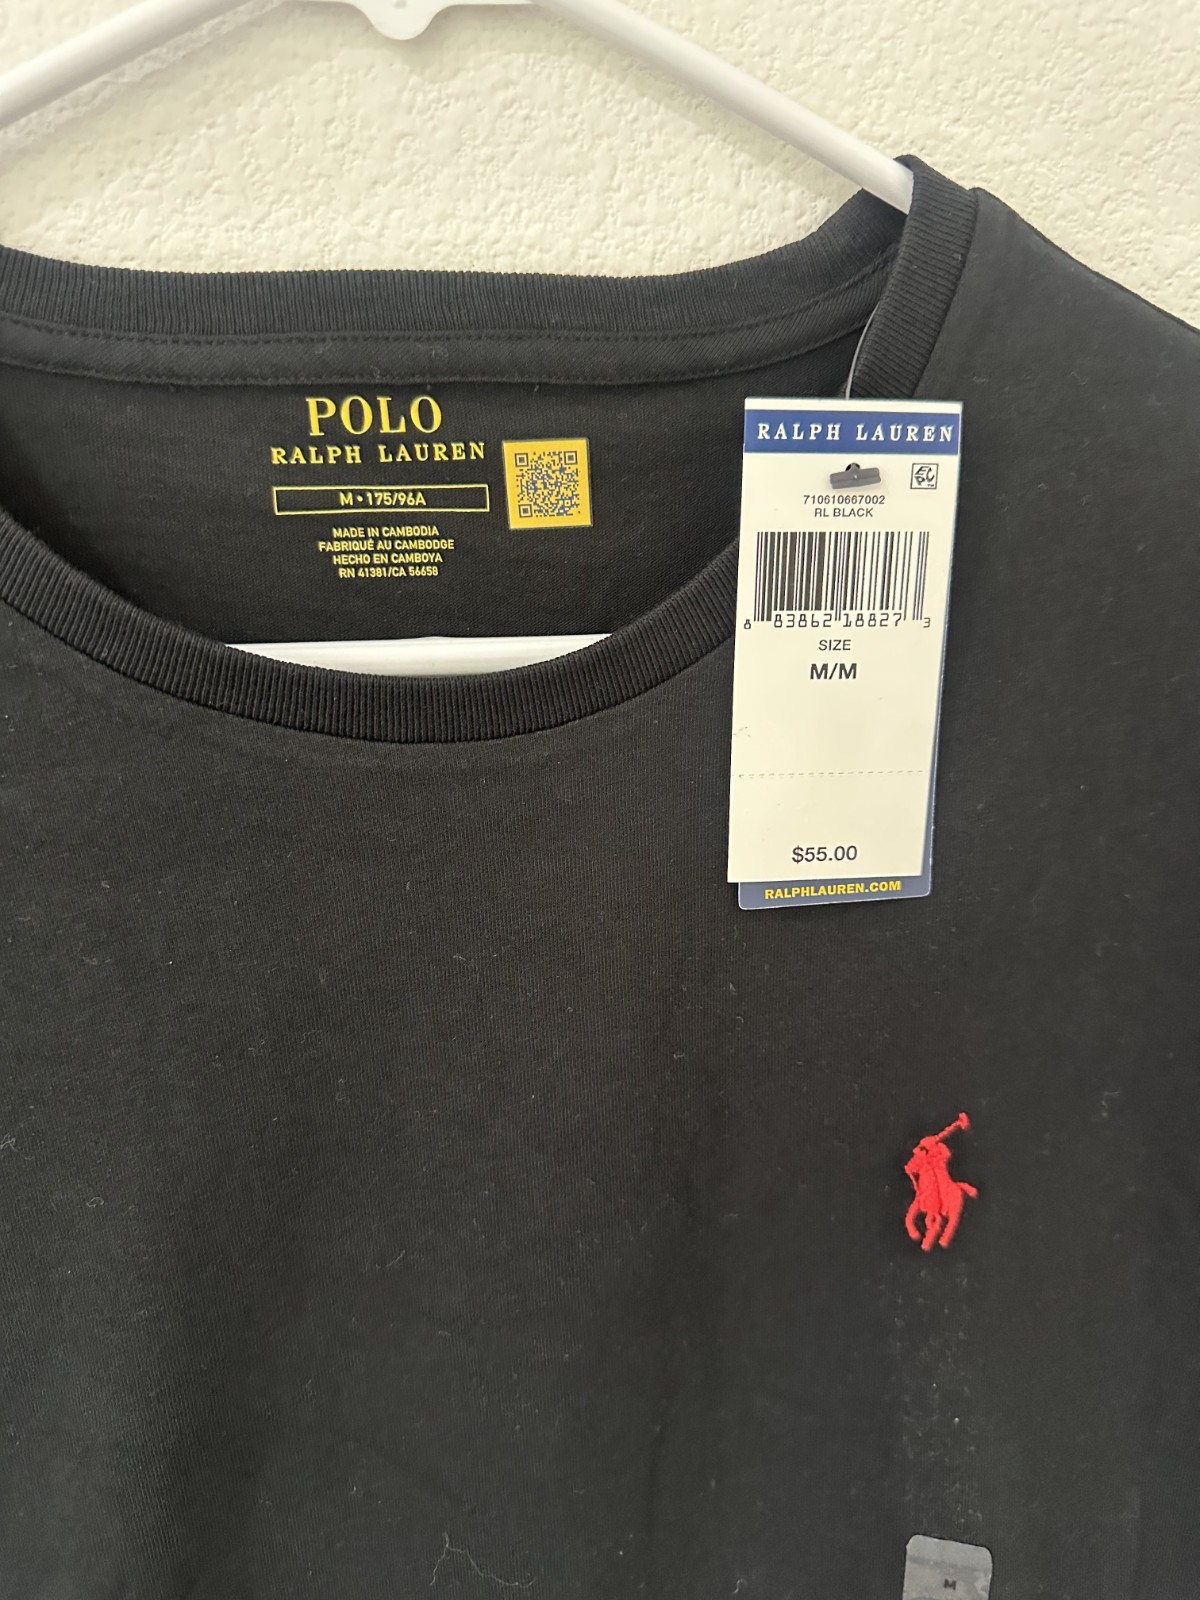 POLO
RALPH LAUREN
M • 175/96A
MADE IN CAMBODIA
FABRIQUÉ AU CAMBODGE
HECHO EN CAMBOYA
RN 41381/CA 56658
RALPH LAUREN
710610667002
RL BLACK
8 83862 18827 3
SIZE
M/M
$55.00
RALPHLAUREN.COM
M